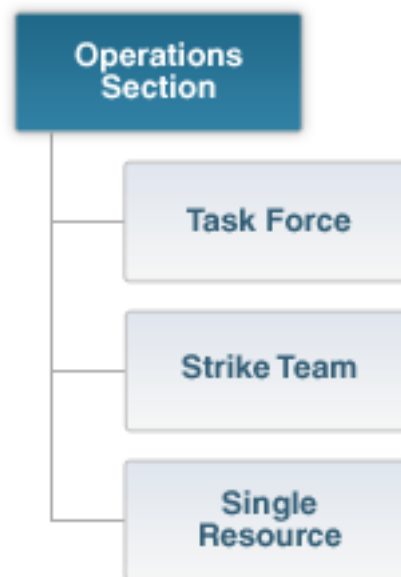 Operations
Section
Task Force
Strike Team
Single
Resource